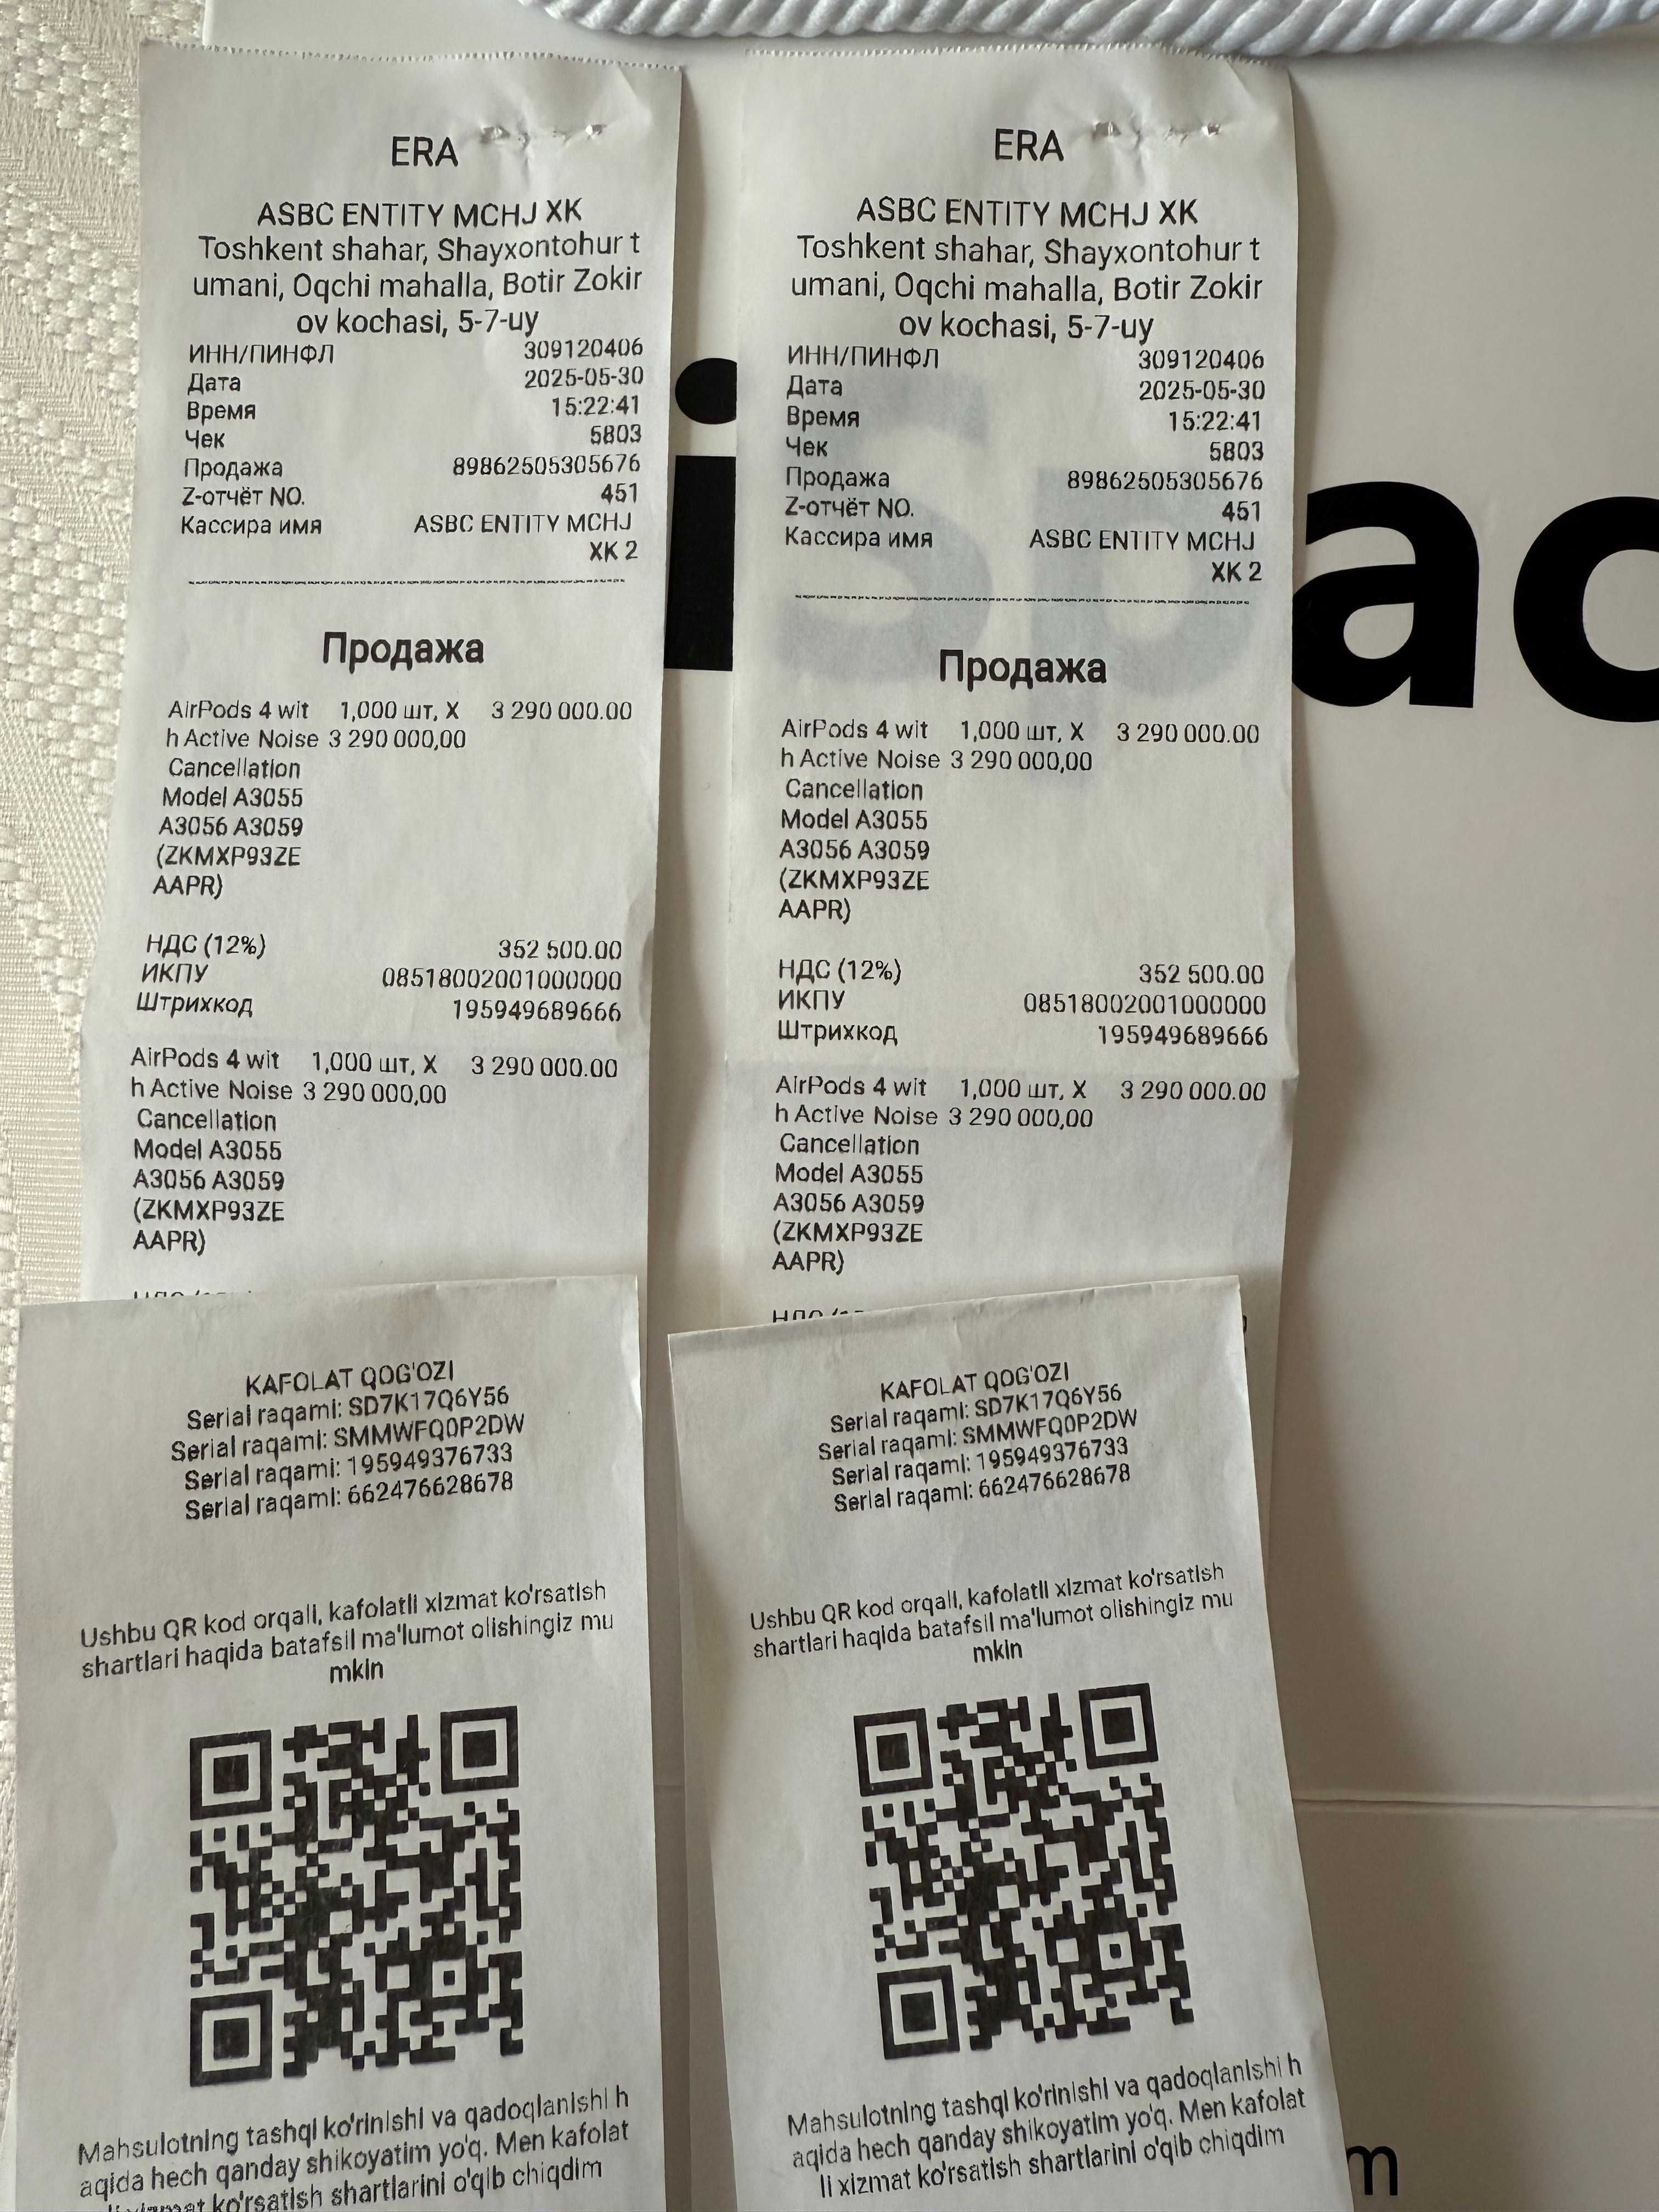 ERA
ASBC ENTITY MCHJ XK
Toshkent shahar, Shayxontohur t
umani, Oqchi mahalla, Botir Zokir
ov kochasi, 5-7-uy
ИНН/ПИНФЛ 309120406
Дата 2025-05-30
Время 15:22:41
Чек 5803
Продажа 89862505305676
Z-отчёт NO. 451
Кассира имя ASBC ENTITY MCHJ
XK 2
Продажа
AirPods 4 wit 1,000 шт, X 3 290 000.00
h Active Noise 3 290 000,00
Cancellation
Model A3055
A3056 A3059
(ZKMXP93ZE
AAPR)
НДС (12%) 352 500.00
ИКПУ 08518002001000000
Штрихкод 195949689666
AirPods 4 wit 1,000 шт, X 3 290 000.00
h Active Noise 3 290 000,00
Cancellation
Model A3055
A3056 A3059
(ZKMXP93ZE
AAPR)
KAFOLAT QOG'OZI
Serial raqami: SD7K17Q6Y56
Serial raqami: SMMWFQ0P2DW
Serial raqami: 195949376733
Serial raqami: 662476628678
Ushbu QR kod orqali, kafolatli xizmat ko'rsatish
shartlari haqida batafsil ma'lumot olishingiz mu
mkin
Mahsulotning tashqi ko'rinishi va qadoqlanishi h
aqida hech qanday shikoyatim yo'q. Men kafolat
li xizmat ko'rsatish shartlarini o'qib chiqdim
ERA
ASBC ENTITY MCHJ XK
Toshkent shahar, Shayxontohur t
umani, Oqchi mahalla, Botir Zokir
ov kochasi, 5-7-uy
ИНН/ПИНФЛ 309120406
Дата 2025-05-30
Время 15:22:41
Чек 5803
Продажа 89862505305676
Z-отчёт NO. 451
Кассира имя ASBC ENTITY MCHJ
XK 2
Продажа
AirPods 4 wit 1,000 шт, X 3 290 000.00
h Active Noise 3 290 000,00
Cancellation
Model A3055
A3056 A3059
(ZKMXP93ZE
AAPR)
НДС (12%) 352 500.00
ИКПУ 08518002001000000
Штрихкод 195949689666
AirPods 4 wit 1,000 шт, X 3 290 000.00
h Active Noise 3 290 000,00
Cancellation
Model A3055
A3056 A3059
(ZKMXP93ZE
AAPR)
KAFOLAT QOG'OZI
Serial raqami: SD7K17Q6Y56
Serial raqami: SMMWFQ0P2DW
Serial raqami: 195949376733
Serial raqami: 662476628678
Ushbu QR kod orqali, kafolatli xizmat ko'rsatish
shartlari haqida batafsil ma'lumot olishingiz mu
mkin
Mahsulotning tashqi ko'rinishi va qadoqlanishi h
aqida hech qanday shikoyatim yo'q. Men kafolat
li xizmat ko'rsatish shartlarini o'qib chiqdim
iSpac
m